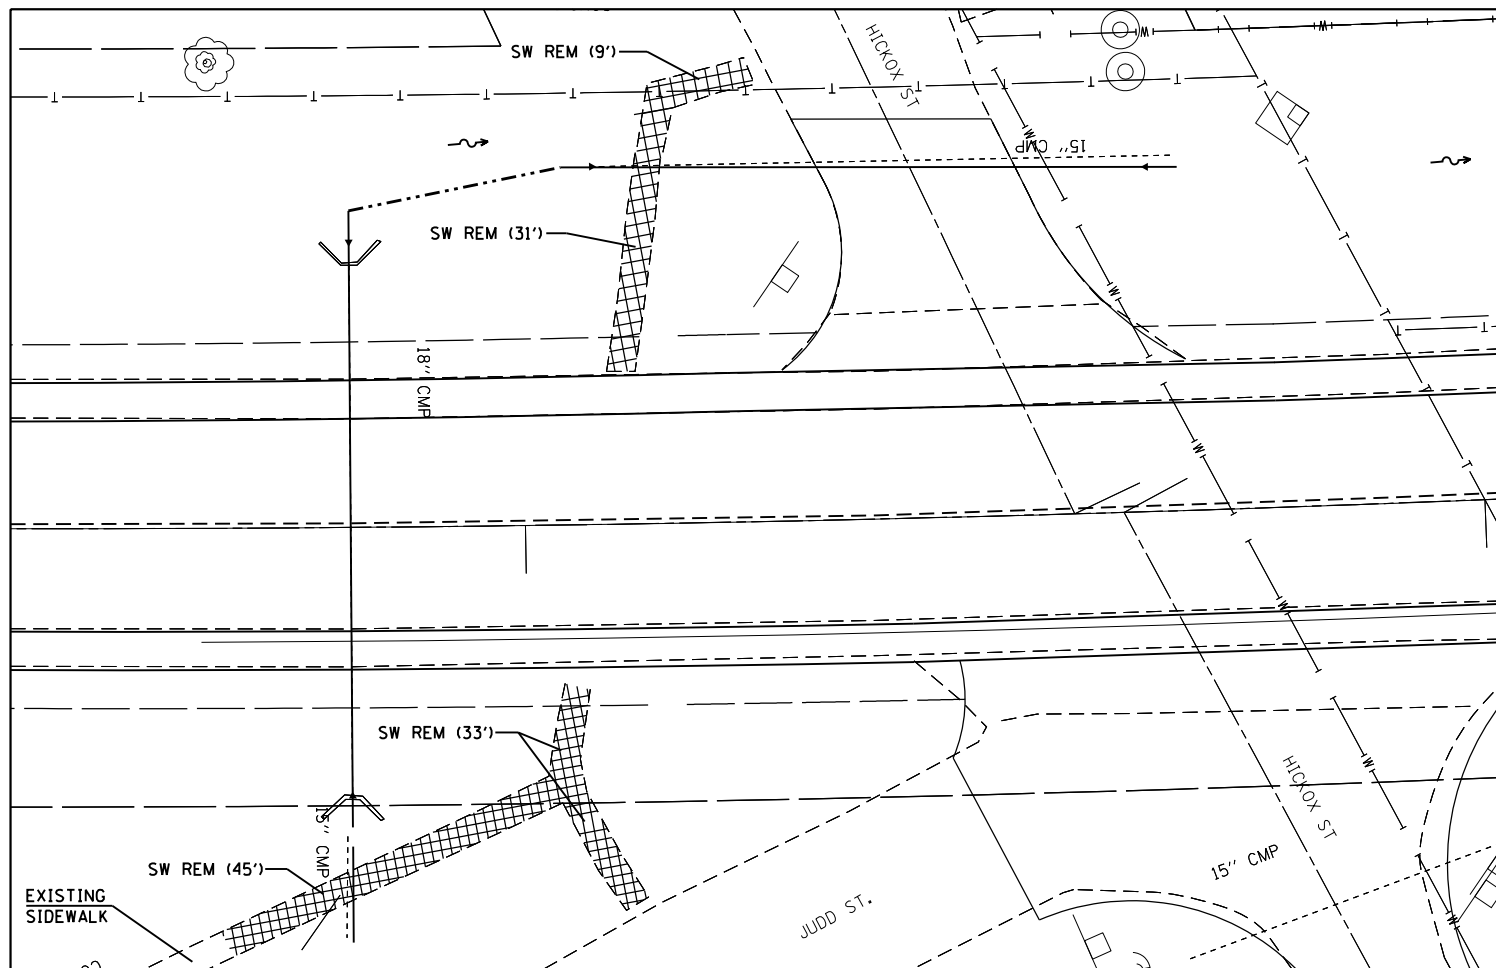 SW REM (9')
HICKOX ST
15'' CMP
SW REM (31')
18'' CMP
SW REM (33')
HICKOX ST
15'' CMP
15'' CMP
SW REM (45')
EXISTING
SIDEWALK
JUDD ST.
T T T T T T T T T T T T T T T T T T T T
W W W W W W W W